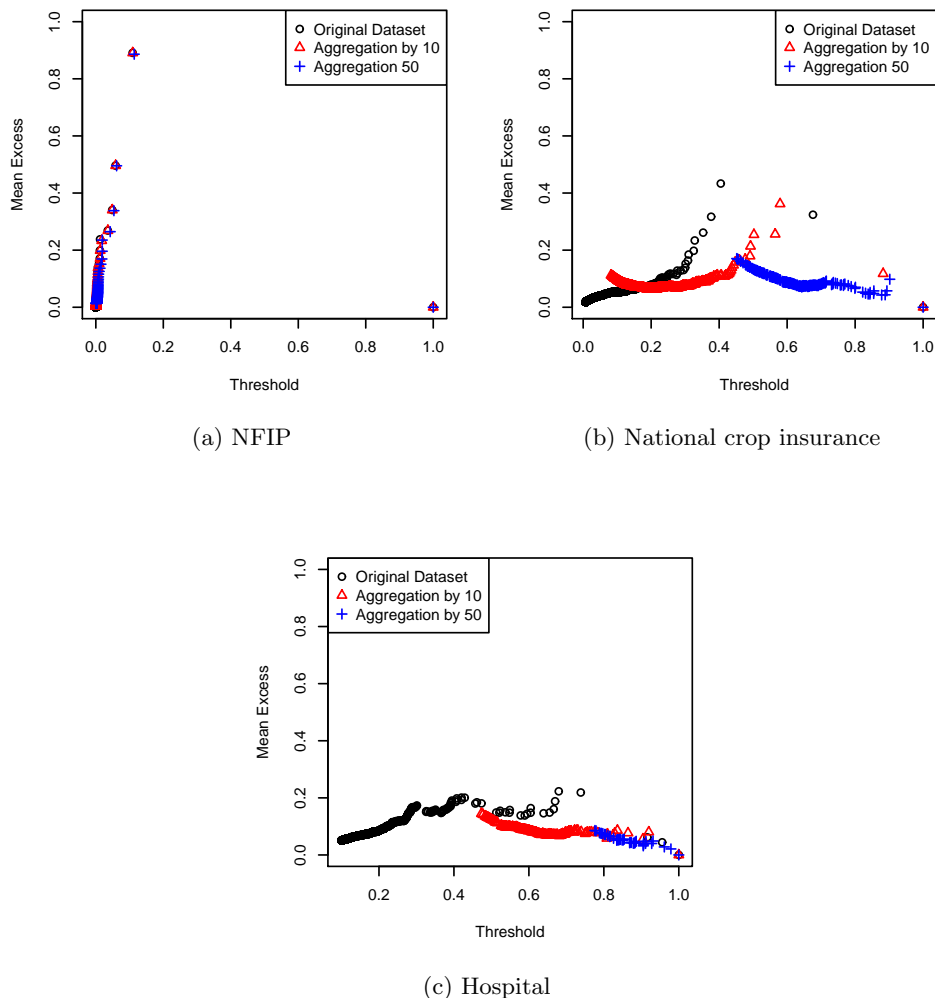 Original Dataset
Aggregation by 10
Aggregation 50
Mean Excess
0.0 0.2 0.4 0.6 0.8 1.0
0.0 0.2 0.4 0.6 0.8 1.0
Threshold
(a) NFIP
Original Dataset
Aggregation by 10
Aggregation 50
Mean Excess
0.0 0.2 0.4 0.6 0.8 1.0
0.0 0.2 0.4 0.6 0.8 1.0
Threshold
(b) National crop insurance
Original Dataset
Aggregation by 10
Aggregation by 50
Mean Excess
0.0 0.2 0.4 0.6 0.8 1.0
0.2 0.4 0.6 0.8 1.0
Threshold
(c) Hospital